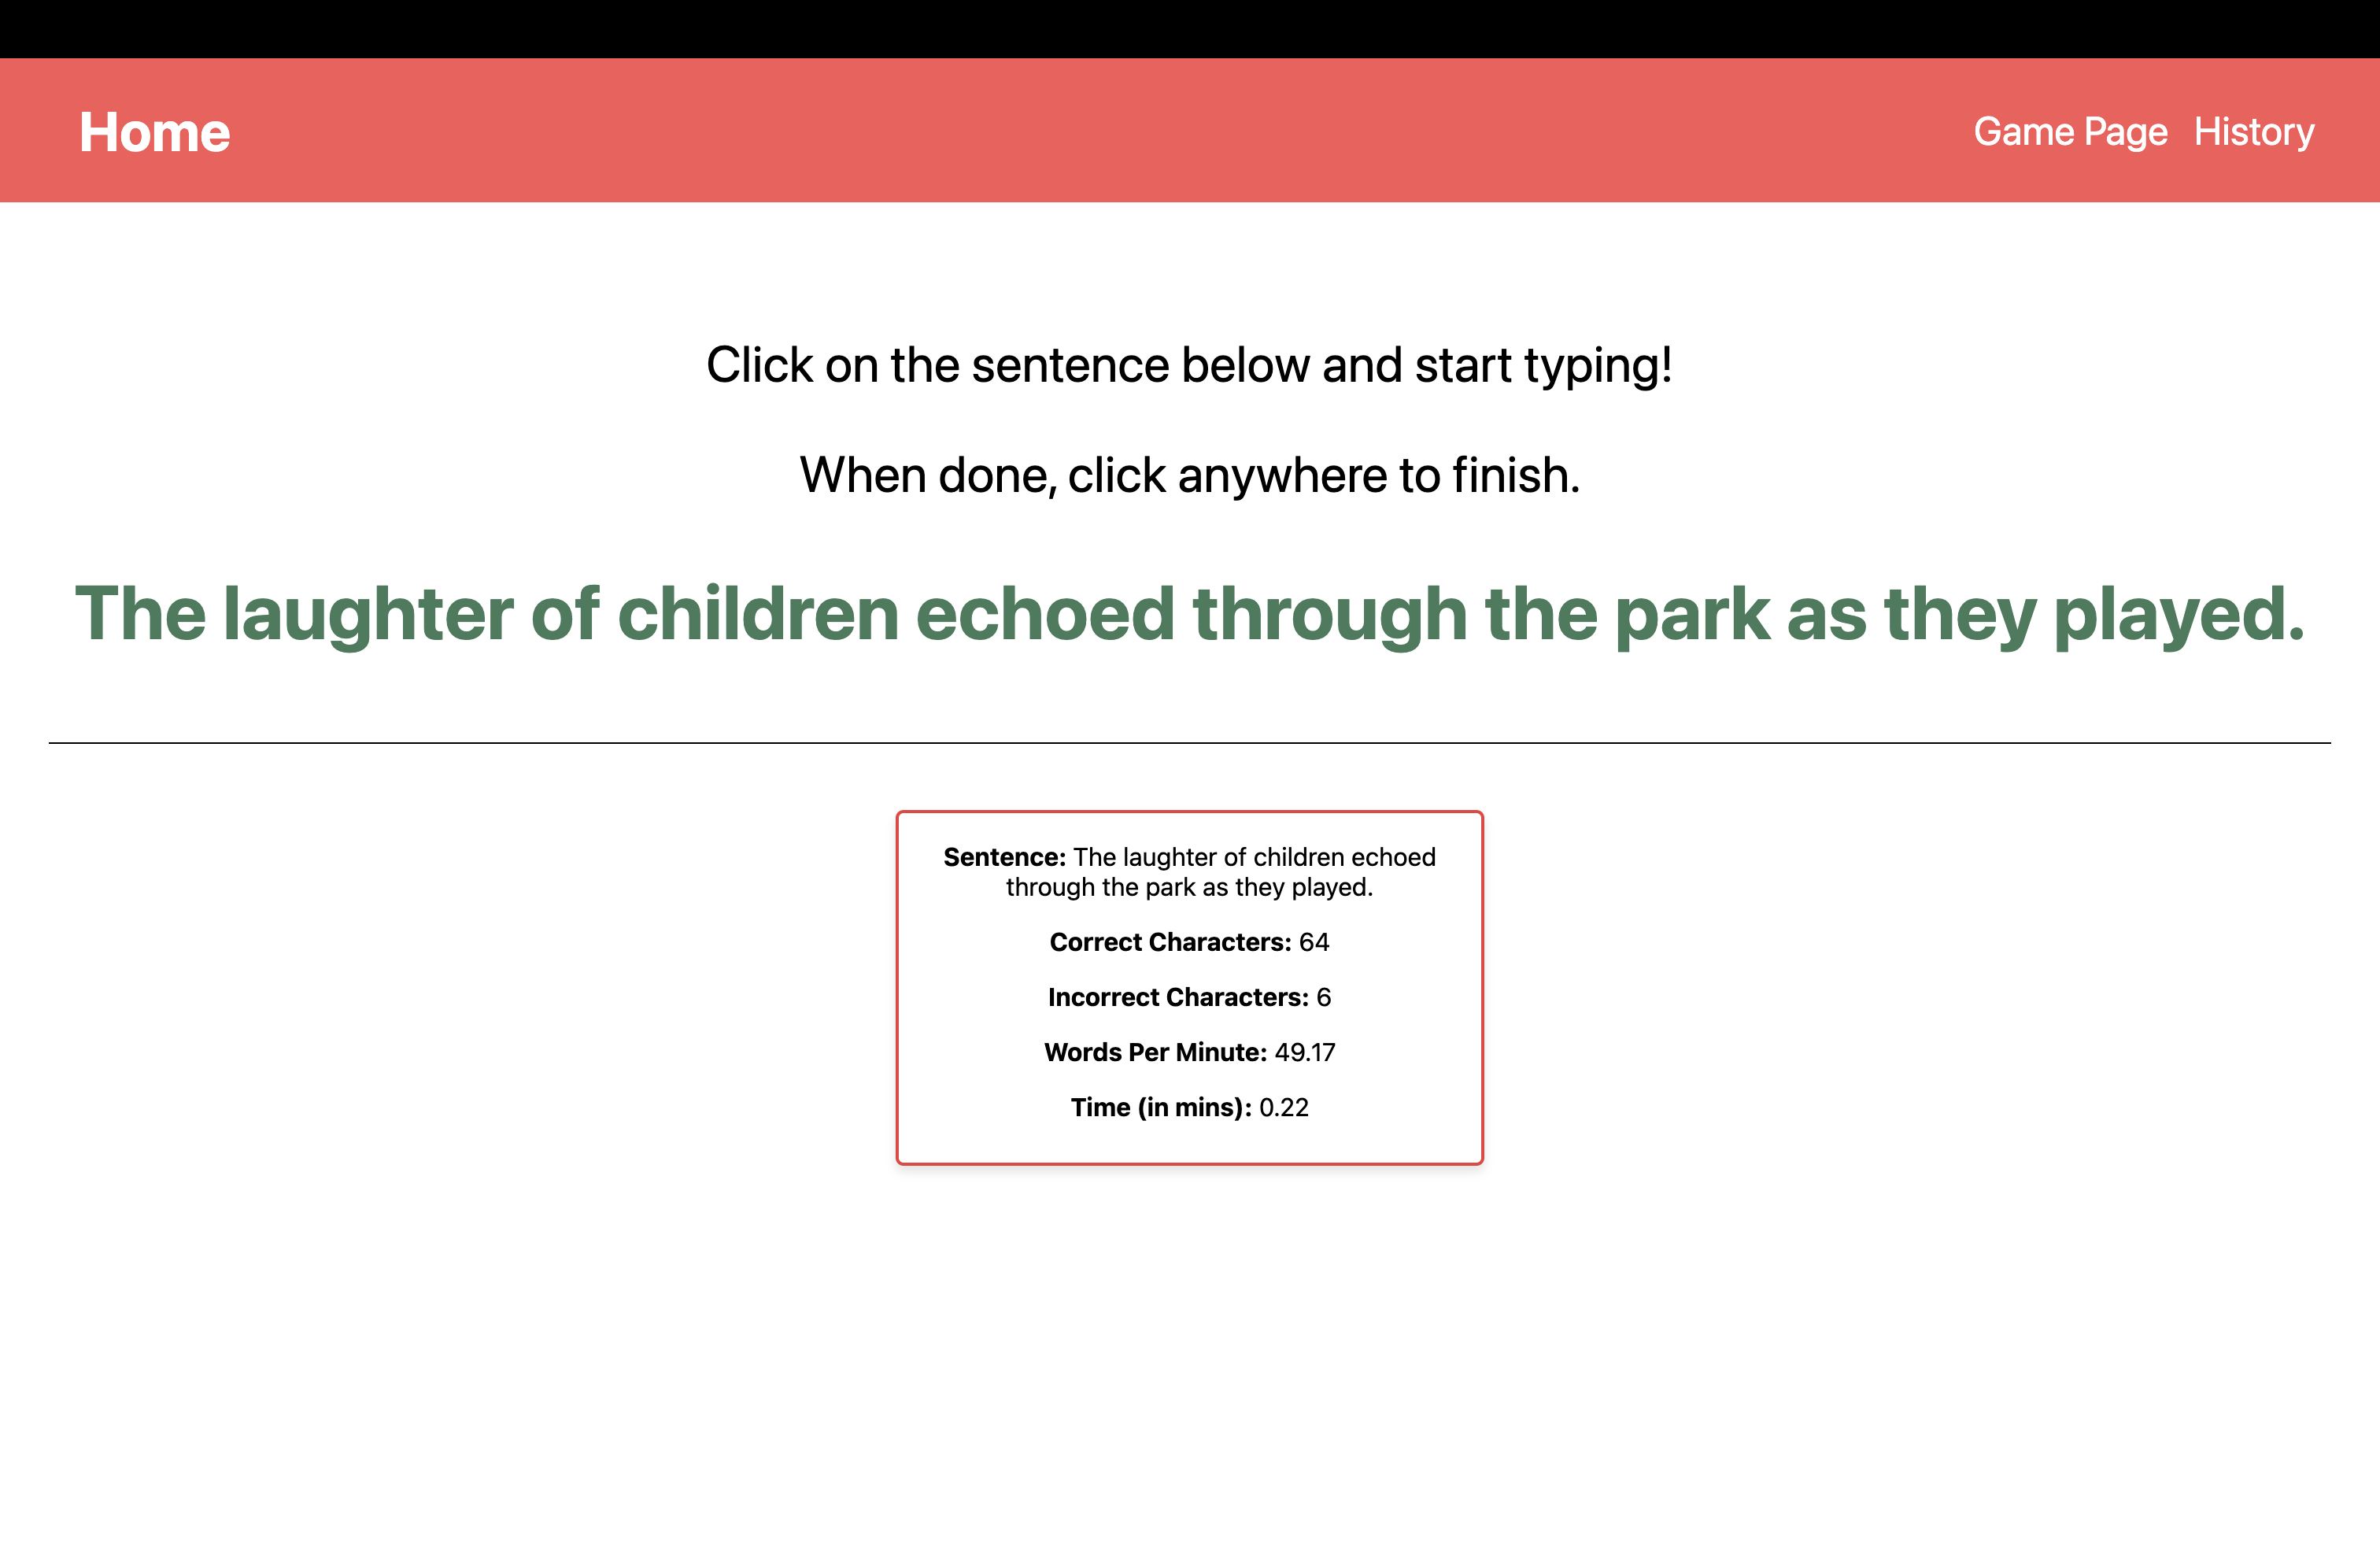 Home
Game Page History
Click on the sentence below and start typing!
When done, click anywhere to finish.
The laughter of children echoed through the park as they played.
Sentence: The laughter of children echoed
through the park as they played.
Correct Characters: 64
Incorrect Characters: 6
Words Per Minute: 49.17
Time (in mins): 0.22